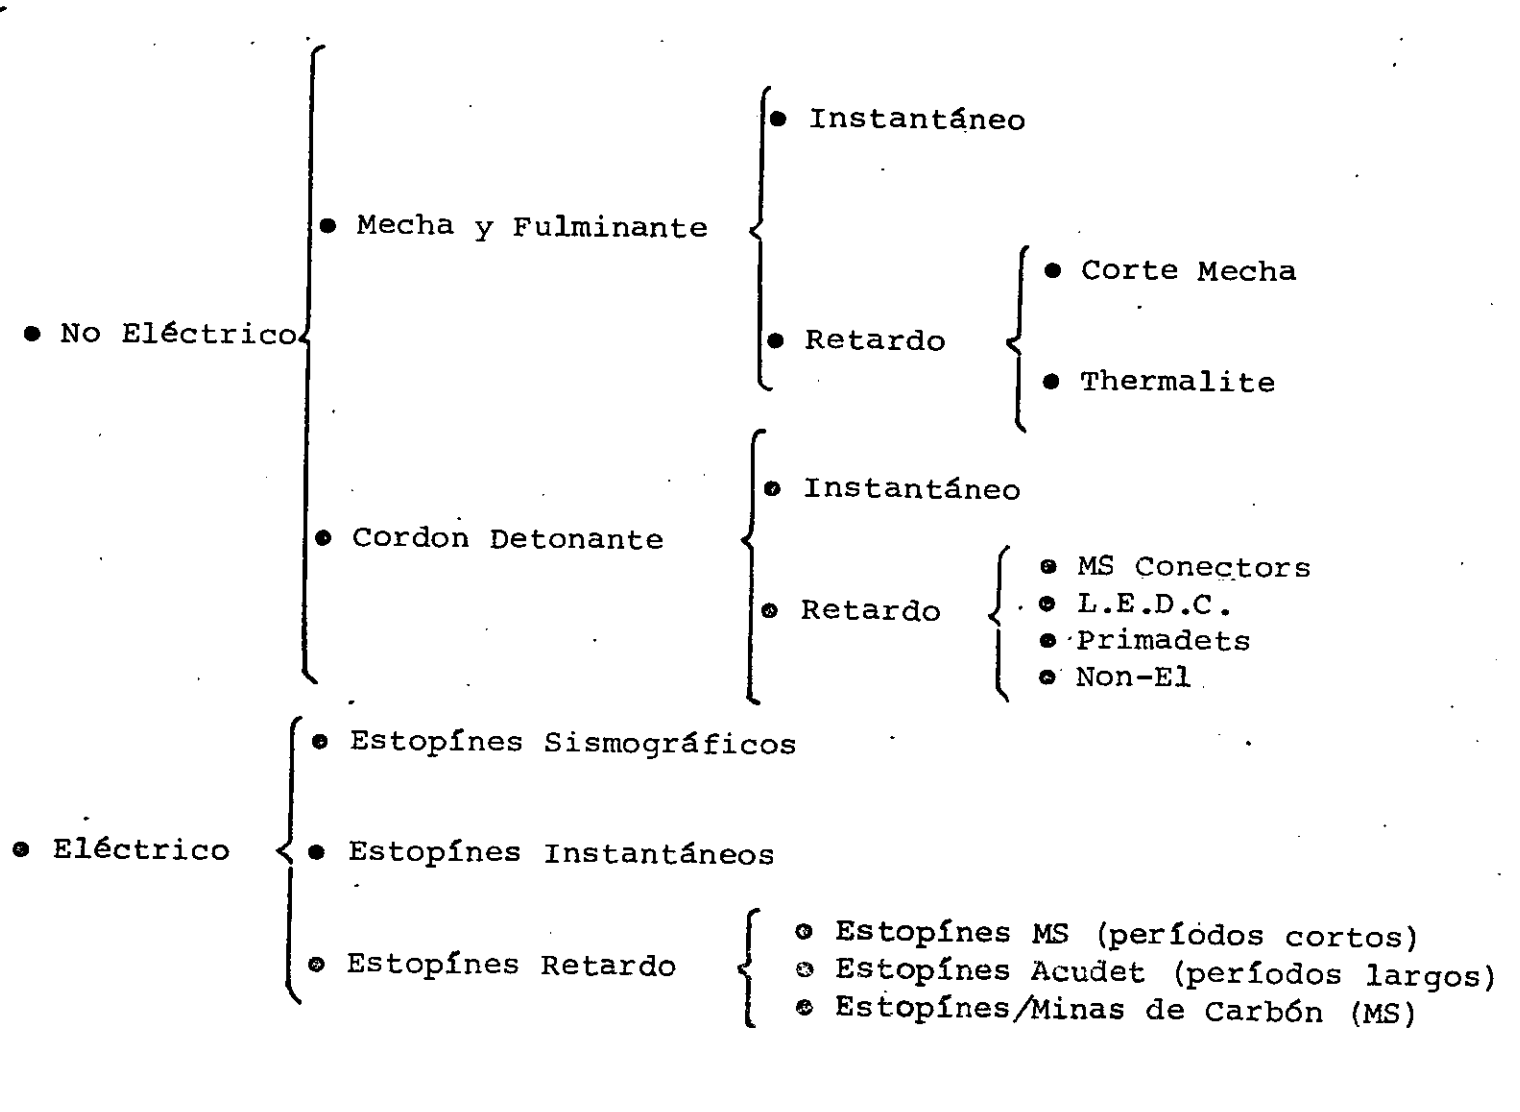 • Instantáneo
• Mecha y Fulminante
• Corte Mecha
• No Eléctrico
• Retardo
• Thermalite
• Instantáneo
• Cordon Detonante
• MS Conectors
• L.E.D.C.
• Retardo
• Primadets
• Non-El
• Estopínes Sismográficos
• Eléctrico
• Estopínes Instantáneos
• Estopínes Retardo
• Estopínes MS (períodos cortos)
• Estopínes Acudet (períodos largos)
• Estopínes/Minas de Carbón (MS)